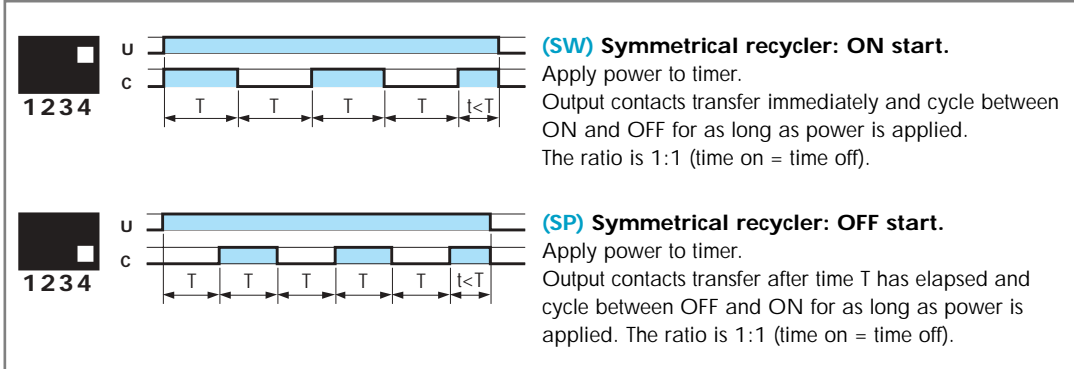 U
C
1234
T T T T t<T
(SW) Symmetrical recycler: ON start.
Apply power to timer.
Output contacts transfer immediately and cycle between
ON and OFF for as long as power is applied.
The ratio is 1:1 (time on = time off).
U
C
1234
T T T T T t<T
(SP) Symmetrical recycler: OFF start.
Apply power to timer.
Output contacts transfer after time T has elapsed and
cycle between OFF and ON for as long as power is
applied. The ratio is 1:1 (time on = time off).